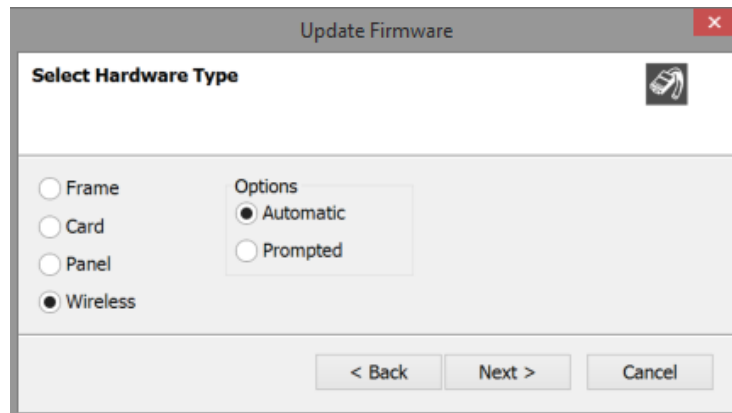 Update Firmware
Select Hardware Type
Frame
Card
Panel
Wireless
Options
Automatic
Prompted
< Back
Next >
Cancel